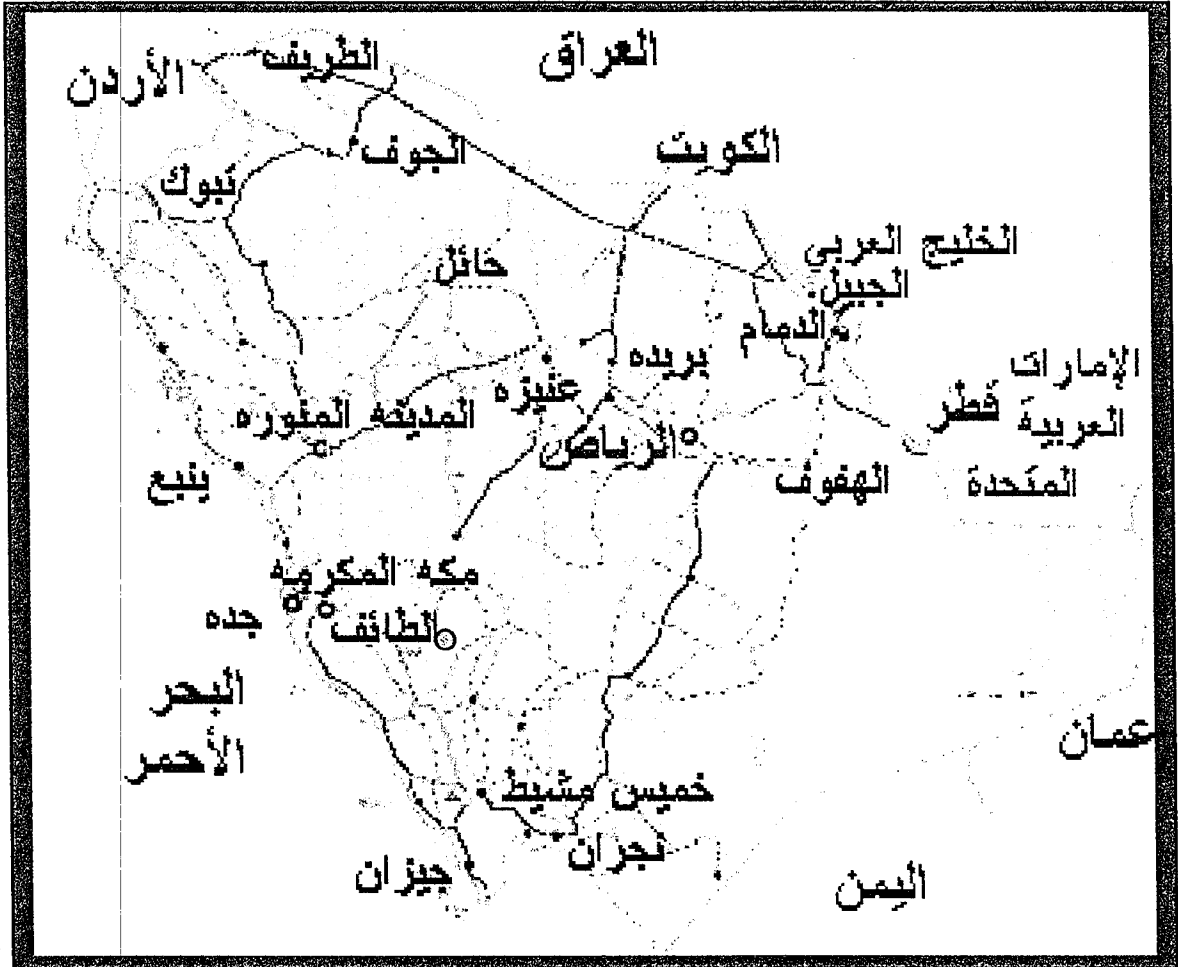 العراق
الطريف
الأردن
الجوف
الكويت
تبوك
حائل
الخليج العربي
الجبيل
الدمام
بريده
عنيزه
الإمارات
العربية
المتحدة
قطر
المدينه المنوره
الرياض
الهفوف
ينبع
مكه المكرمه
جده
الطائف
البحر
الأحمر
عمان
خميس مشيط
نجران
جيزان
اليمن